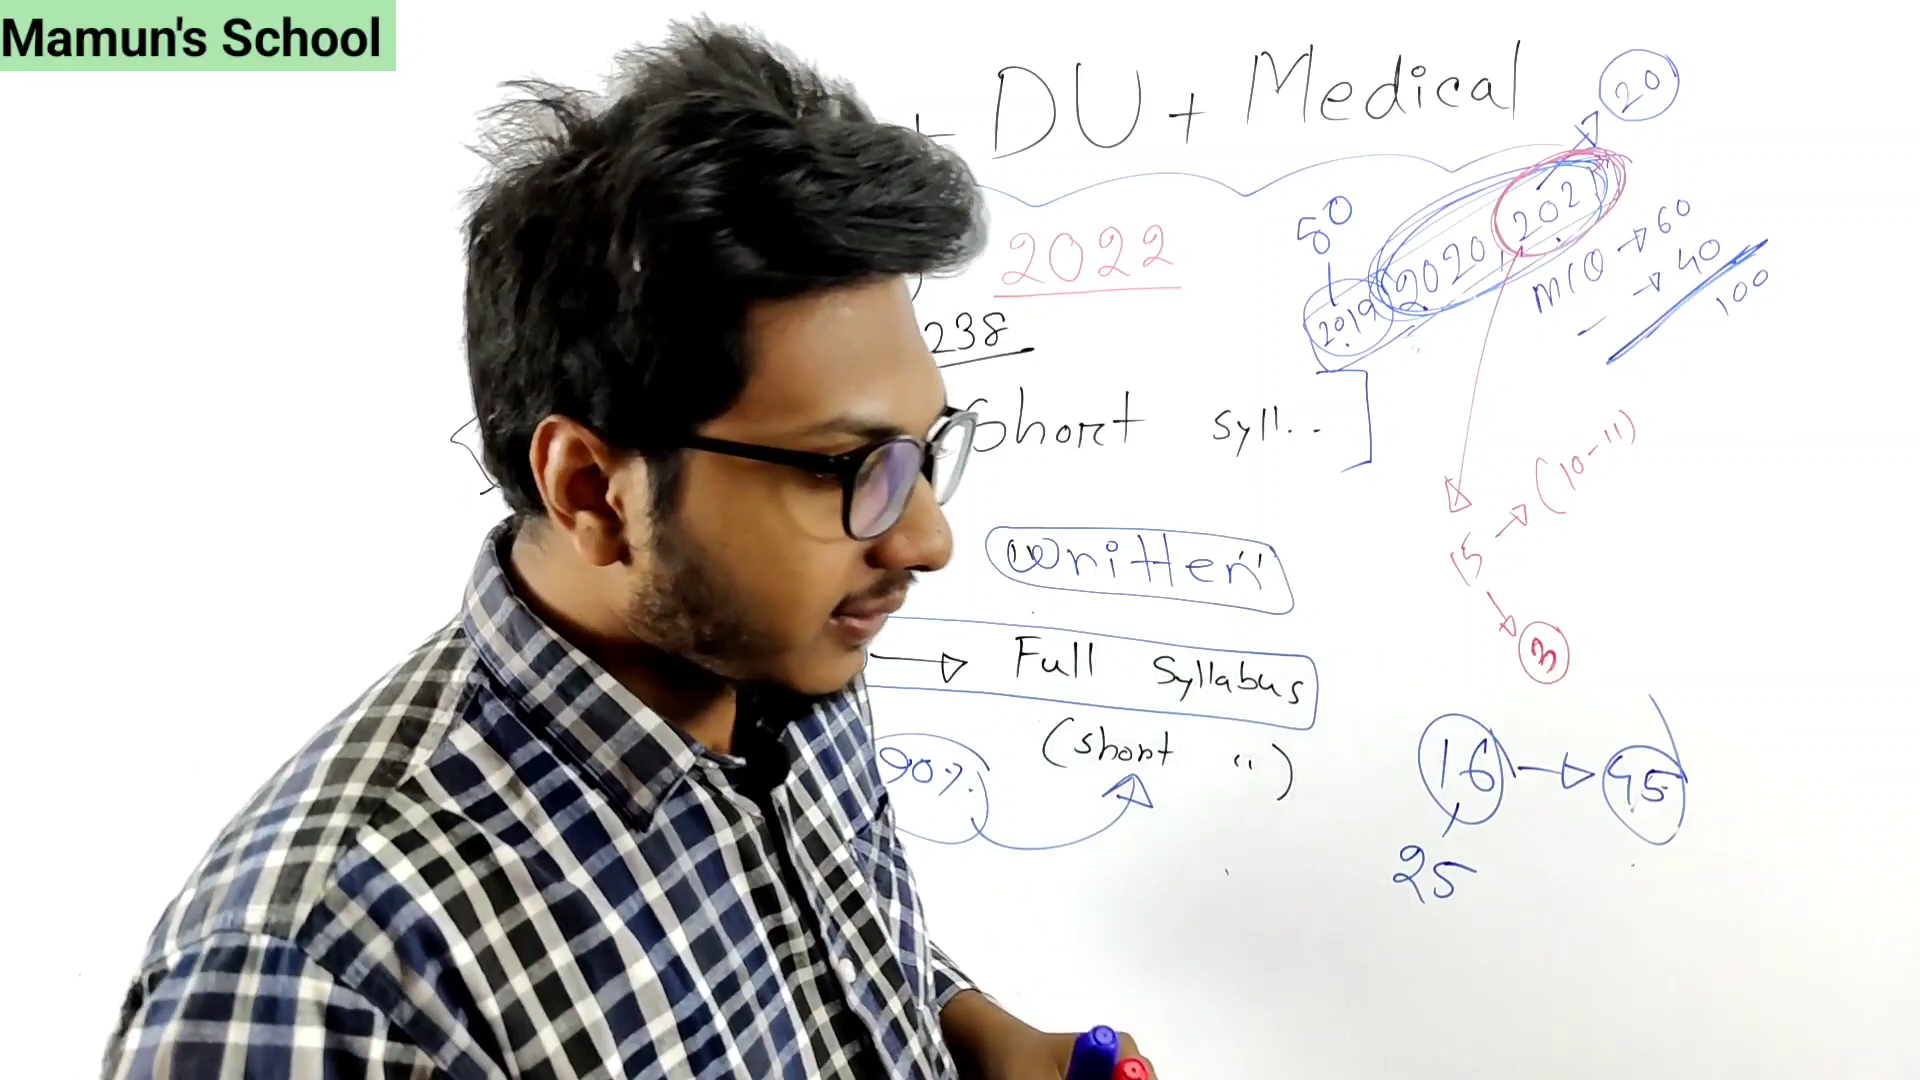 Mamun's School
+ DU + Medical
20
2022
50
2019 2020, 2021
MCQ → 60
→ 40
100
238
Short syll..
15 → (10-11)
3
written
→ Full Syllabus
90%
(short ")
16 → 45
25